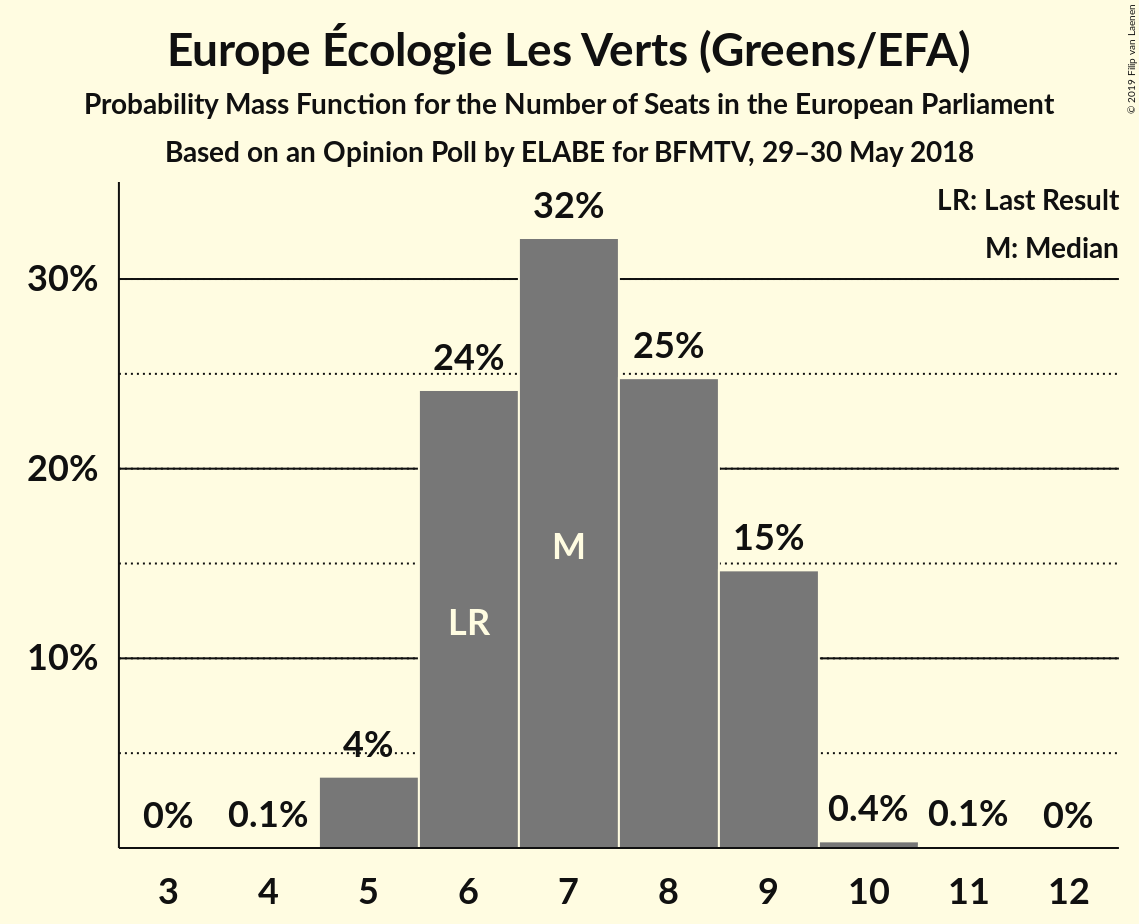 Europe Écologie Les Verts (Greens/EFA)
Probability Mass Function for the Number of Seats in the European Parliament
Based on an Opinion Poll by ELABE for BFMTV, 29–30 May 2018
© 2019 Filip van Laenen
LR: Last Result
M: Median
32%
30%
24%
25%
20%
15%
M
LR
10%
4%
0%
0.1%
0.4%
0.1%
0%
3 4 5 6 7 8 9 10 11 12